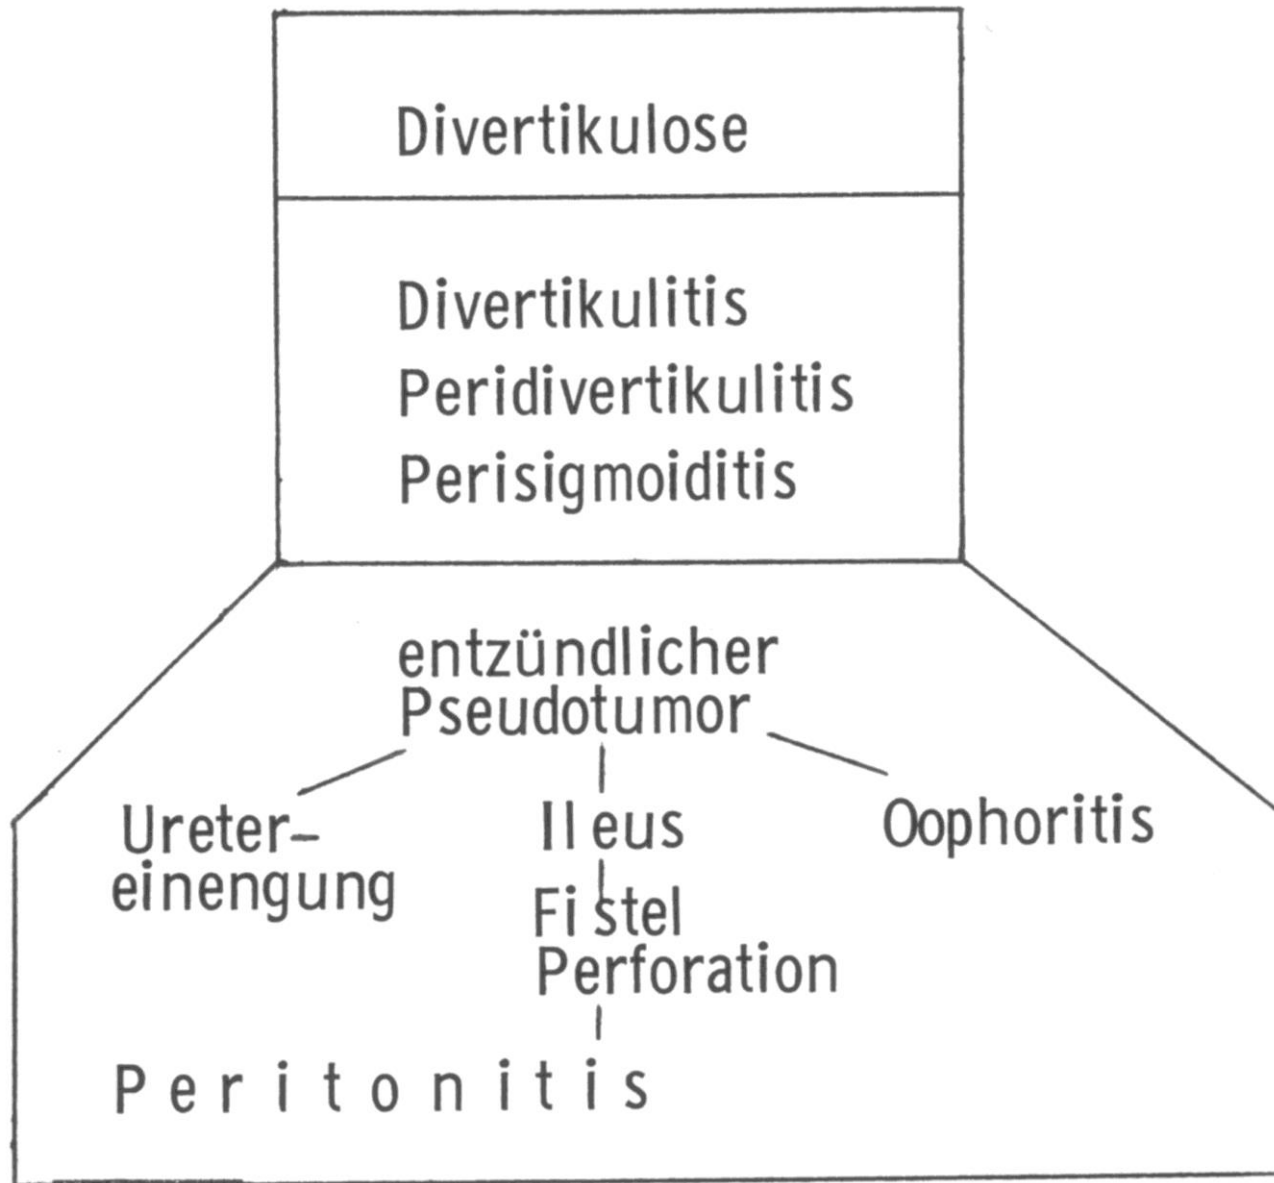 Divertikulose
Divertikulitis
Peridivertikulitis
Perisigmoiditis
entzündlicher
Pseudotumor
Ureter-
einengung
Ileus
Oophoritis
Fistel
Perforation
Peritonitis